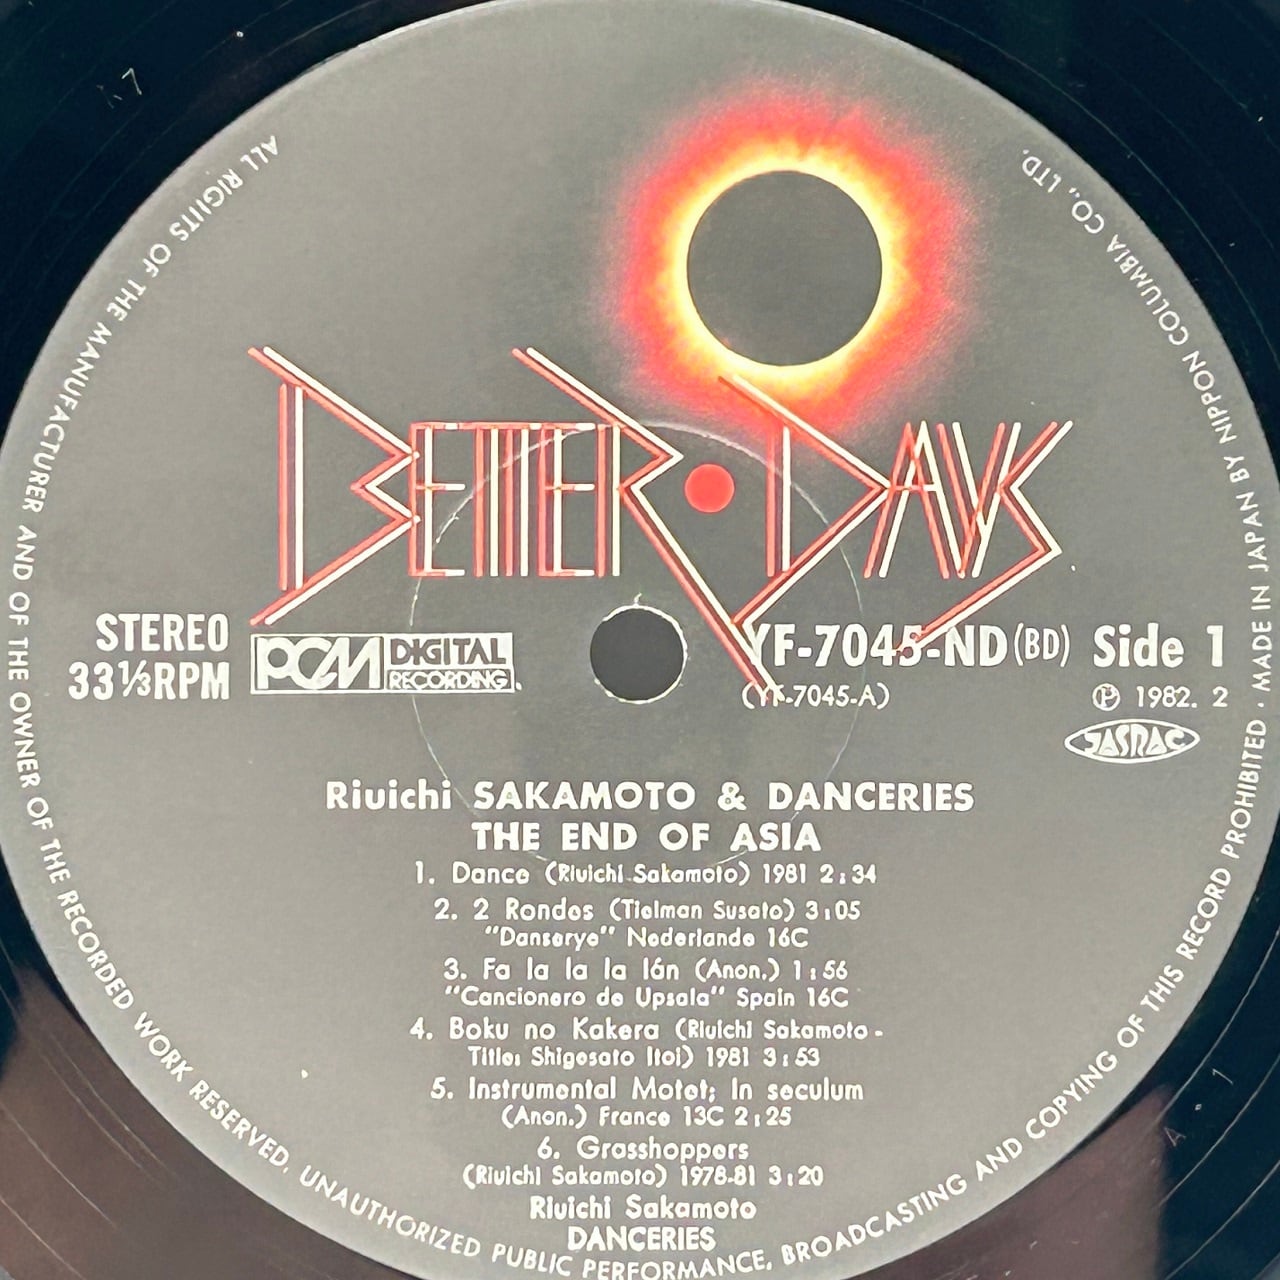 ALL RIGHTS OF THE MANUFACTURER AND OF THE OWNER OF THE RECORDED WORK RESERVED. UNAUTHORIZED PUBLIC PERFORMANCE, BROADCASTING AND COPYING OF THIS RECORD PROHIBITED . MADE IN JAPAN BY NIPPON COLUMBIA CO., LTD.
BETTER•DAYS
STEREO
33⅓RPM
PCM DIGITAL RECORDING.
YF-7045-ND(BD) Side 1
(YF-7045-A)
℗ 1982. 2
JASRAC
Riuichi SAKAMOTO & DANCERIES
THE END OF ASIA
1. Dance (Riuichi Sakamoto) 1981 2:34
2. 2 Rondes (Tielman Susato) 3:05
"Danserye" Nederlande 16C
3. Fa la la la lán (Anon.) 1:56
"Cancionero de Upsala" Spain 16C
4. Boku no Kakera (Riuichi Sakamoto-
Title: Shigesato Itoi) 1981 3:53
5. Instrumental Motet; In seculum
(Anon.) France 13C 2:25
6. Grasshoppers
(Riuichi Sakamoto) 1978-81 3:20
Riuichi Sakamoto
DANCERIES